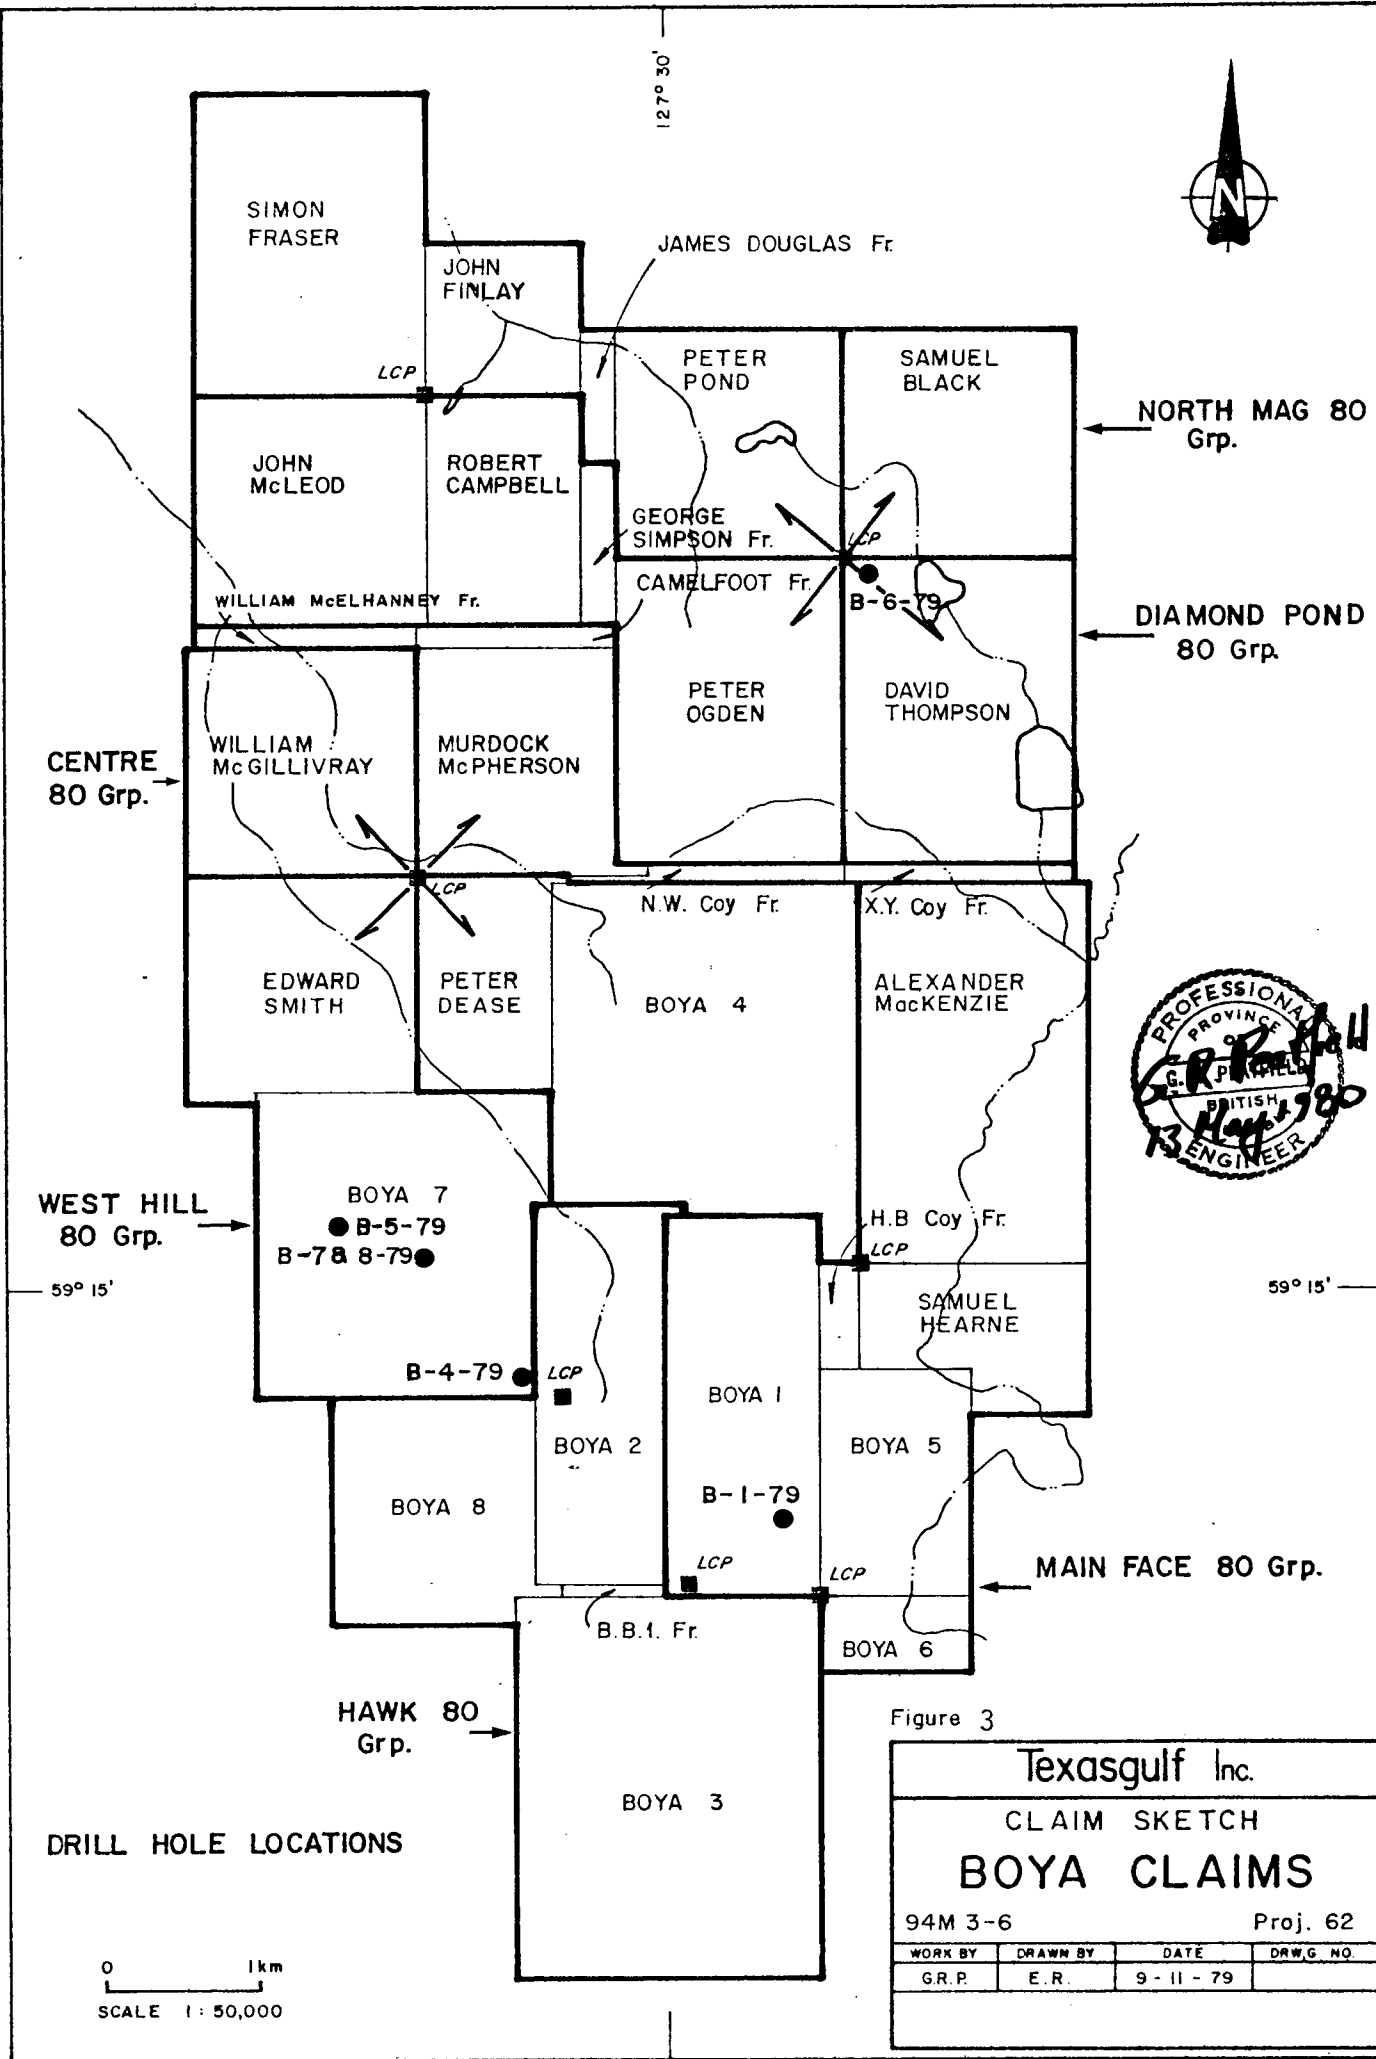 127° 30'
N
SIMON
FRASER
JAMES DOUGLAS Fr.
JOHN
FINLAY
PETER
POND
SAMUEL
BLACK
LCP
NORTH MAG 80
Grp.
JOHN
McLEOD
ROBERT
CAMPBELL
GEORGE
SIMPSON Fr.
LCP
CAMELFOOT Fr.
B-6-79
WILLIAM McELHANNEY Fr.
DIAMOND POND
80 Grp.
PETER
OGDEN
DAVID
THOMPSON
CENTRE
80 Grp.
WILLIAM
McGILLIVRAY
MURDOCK
McPHERSON
LCP
N.W. Coy Fr.
X.Y. Coy Fr.
EDWARD
SMITH
PETER
DEASE
BOYA 4
ALEXANDER
MacKENZIE
PROFESSIONAL
PROVINCE
OF
BRITISH
ENGINEER
13 May 1980
WEST HILL
80 Grp.
BOYA 7
B-5-79
B-7& 8-79
H.B Coy Fr.
LCP
59° 15'
59° 15'
SAMUEL
HEARNE
B-4-79
LCP
BOYA 1
BOYA 2
BOYA 5
BOYA 8
B-1-79
LCP
LCP
MAIN FACE 80 Grp.
B.B.1. Fr.
BOYA 6
HAWK 80
Grp.
BOYA 3
Figure 3
Texasgulf Inc.
CLAIM SKETCH
BOYA CLAIMS
94M 3-6 Proj. 62
WORK BY DRAWN BY DATE DRW,G. NO.
G.R.P. E.R. 9-11-79
DRILL HOLE LOCATIONS
0 1km
SCALE 1:50,000